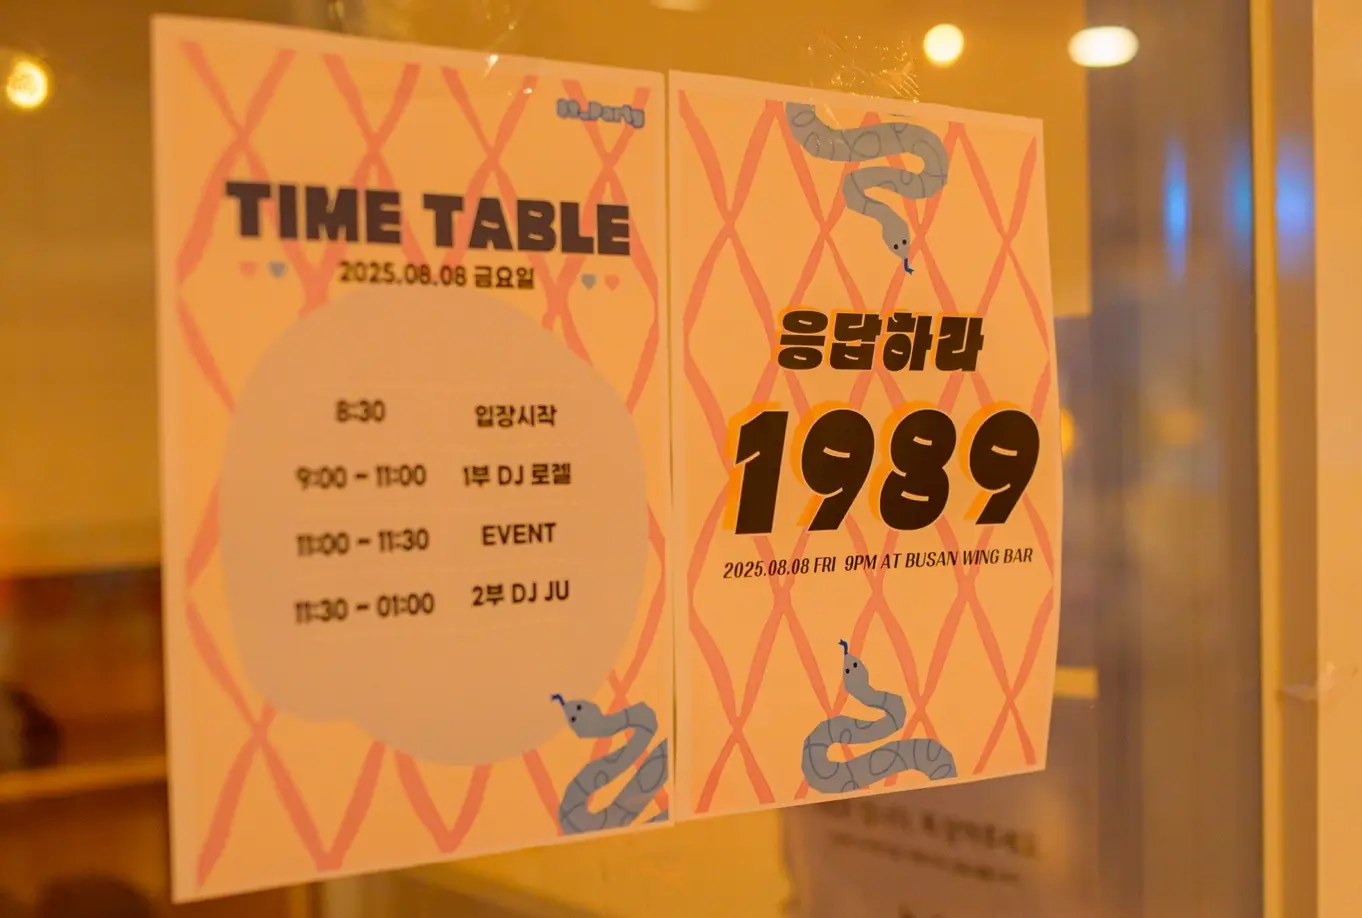 89_Party
TIME TABLE
2025.08.08 금요일
8:30 입장시작
9:00 - 11:00 1부 DJ 로젤
11:00 - 11:30 EVENT
11:30 - 01:00 2부 DJ JU
응답하라
1989
2025.08.08 FRI 9PM AT BUSAN WING BAR